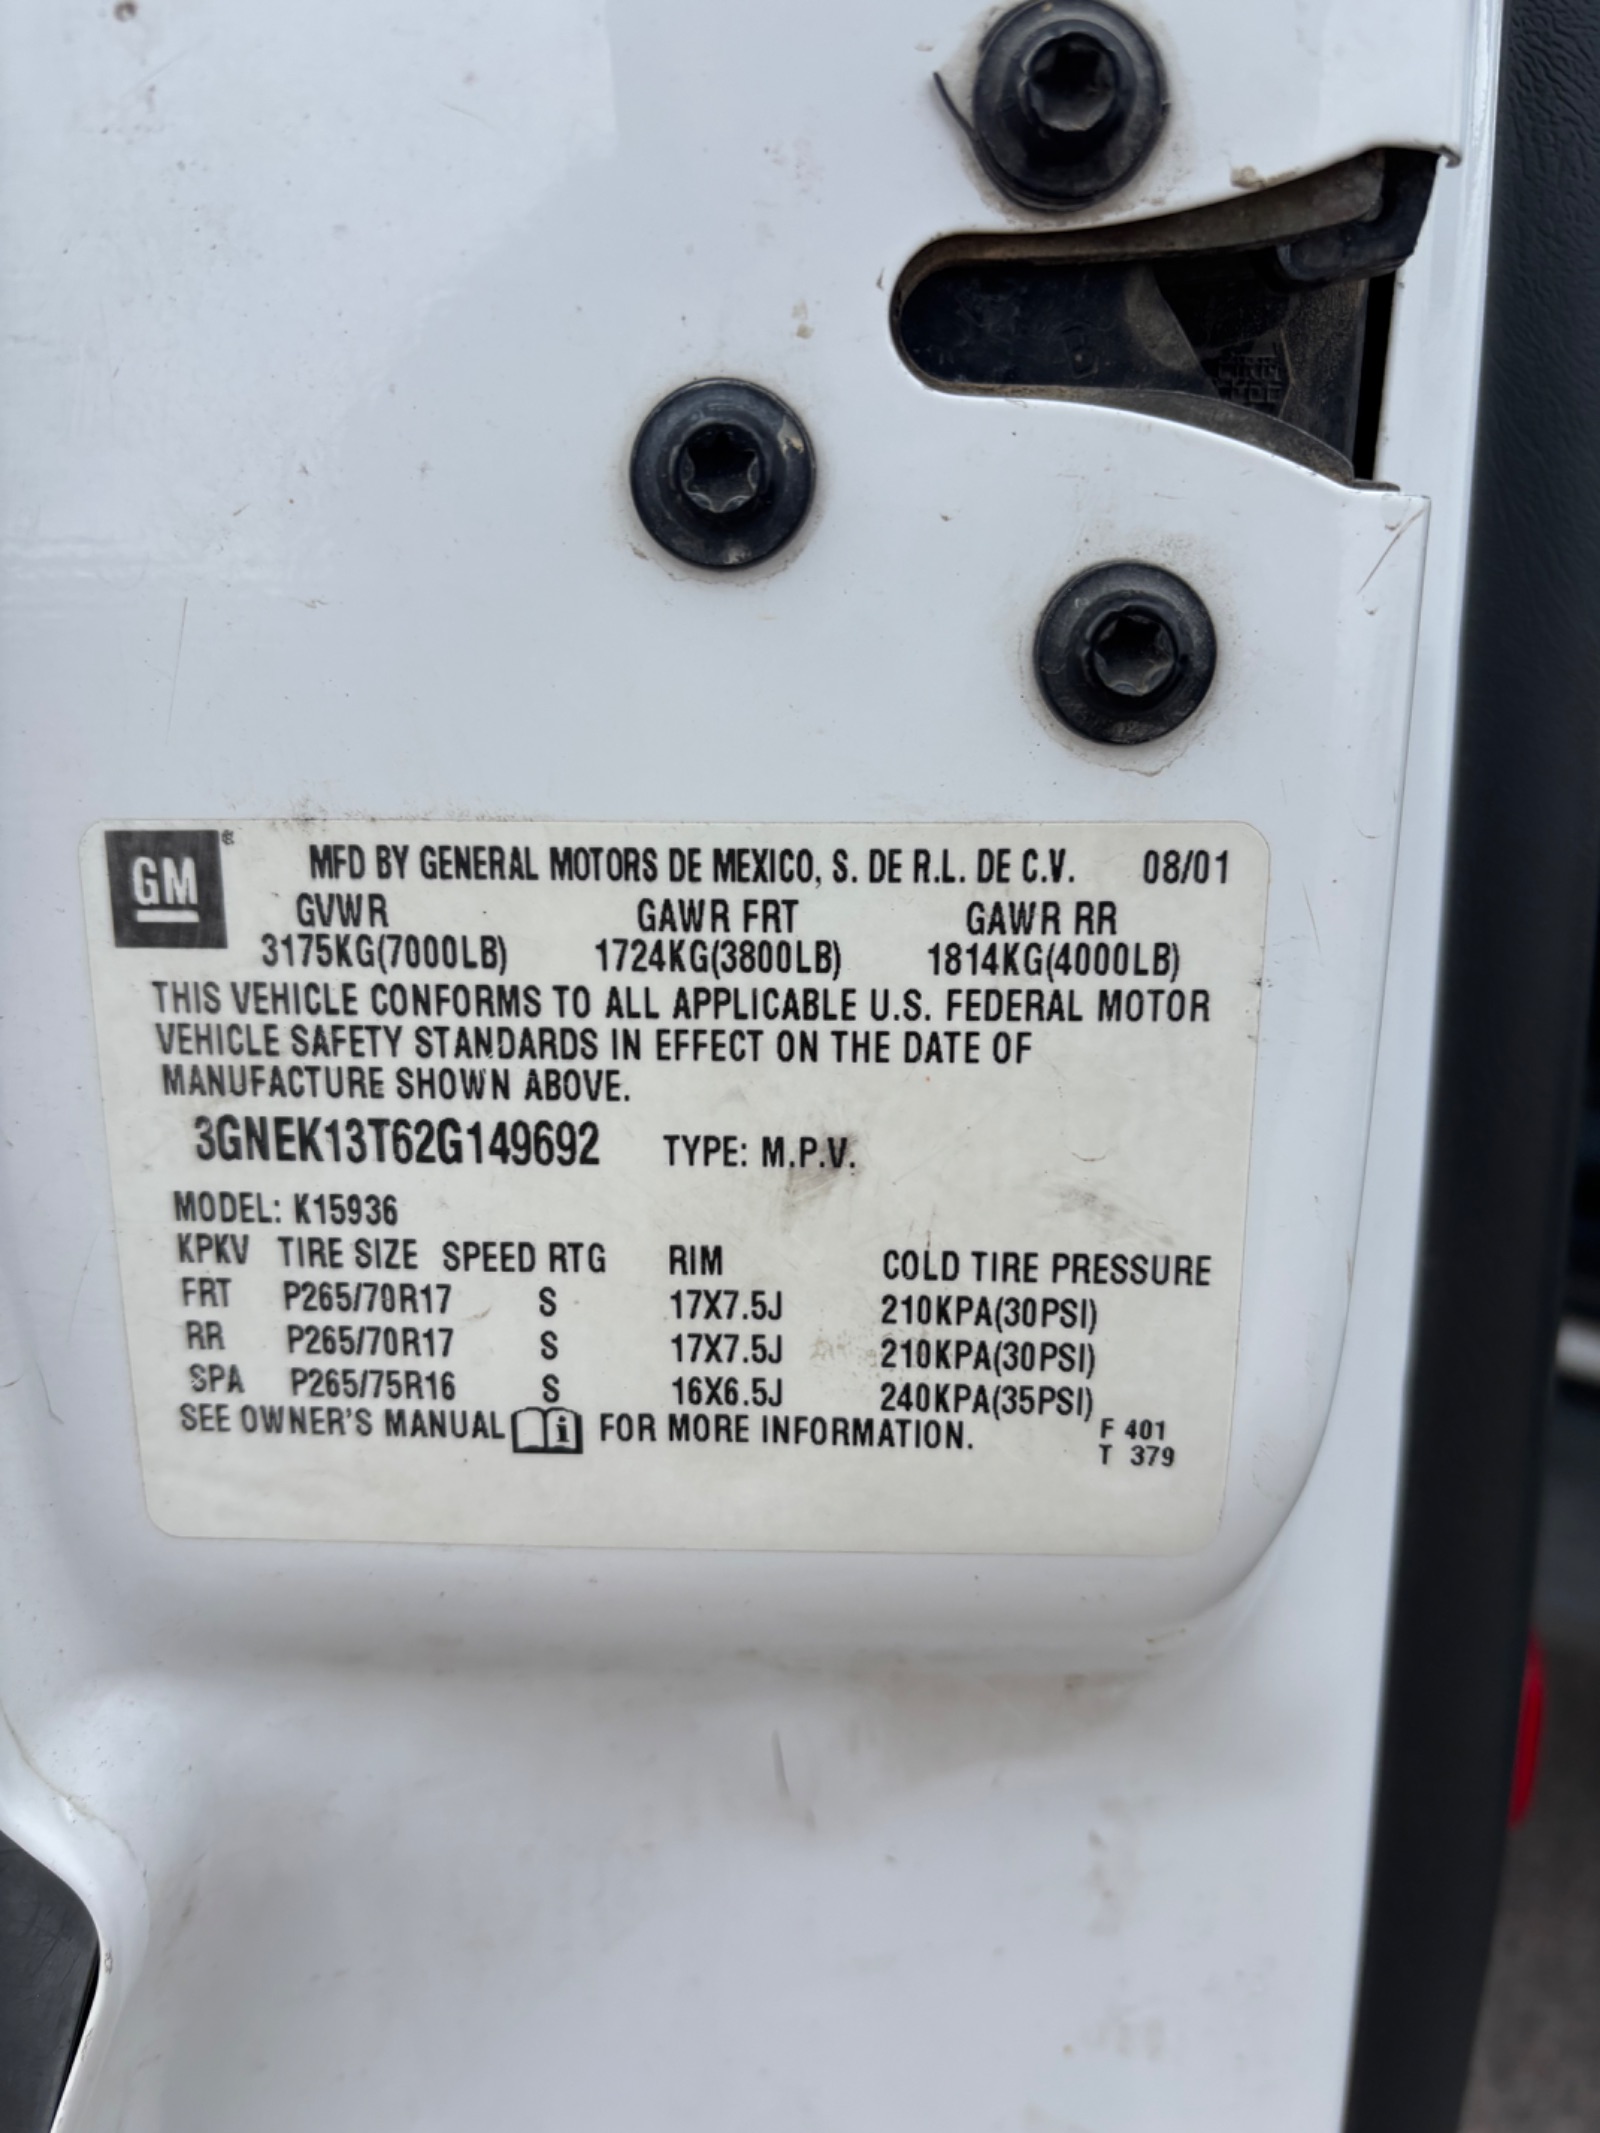 GM®
MFD BY GENERAL MOTORS DE MEXICO, S. DE R.L. DE C.V. 08/01
GVWR GAWR FRT GAWR RR
3175KG(7000LB) 1724KG(3800LB) 1814KG(4000LB)
THIS VEHICLE CONFORMS TO ALL APPLICABLE U.S. FEDERAL MOTOR
VEHICLE SAFETY STANDARDS IN EFFECT ON THE DATE OF
MANUFACTURE SHOWN ABOVE.
3GNEK13T62G149692 TYPE: M.P.V.
MODEL: K15936
KPKV TIRE SIZE SPEED RTG RIM COLD TIRE PRESSURE
FRT P265/70R17 S 17X7.5J 210KPA(30PSI)
RR P265/70R17 S 17X7.5J 210KPA(30PSI)
SPA P265/75R16 S 16X6.5J 240KPA(35PSI)
SEE OWNER'S MANUAL i FOR MORE INFORMATION.
F 401
T 379